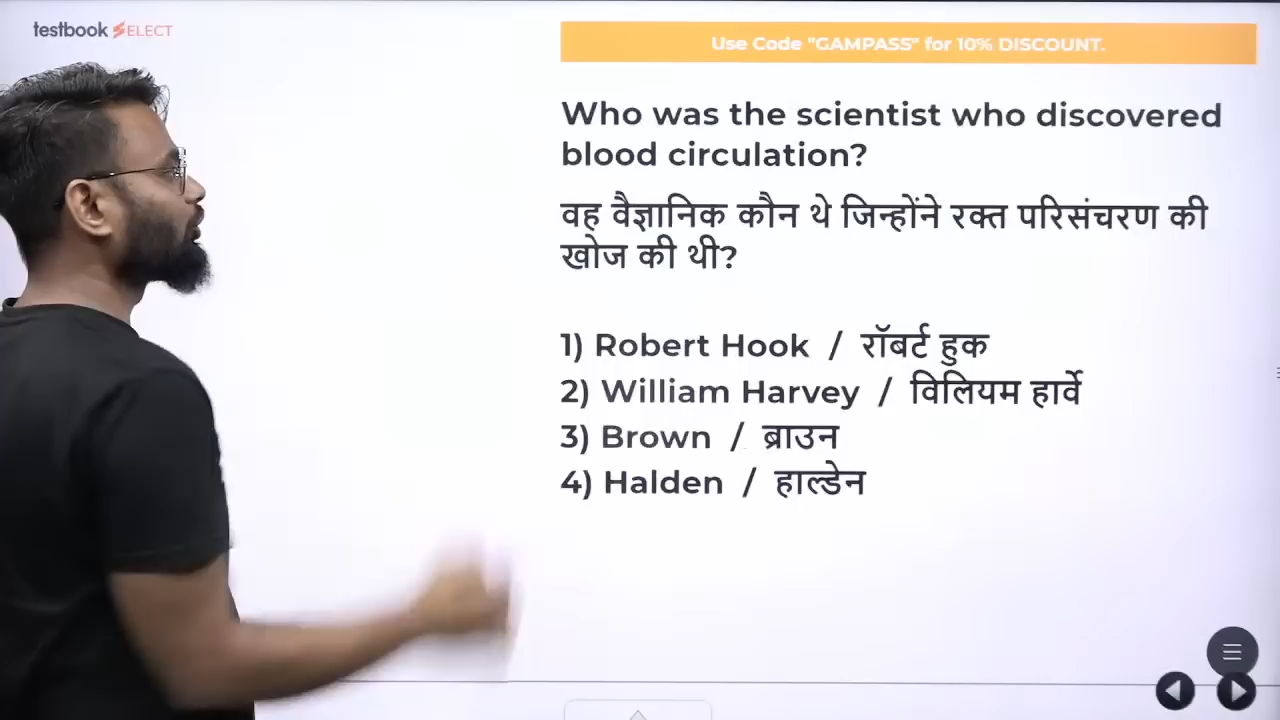 testbook SELECT
Use Code "GAMPASS" for 10% DISCOUNT.
Who was the scientist who discovered
blood circulation?
वह वैज्ञानिक कौन थे जिन्होंने रक्त परिसंचरण की
खोज की थी?
1) Robert Hook / रॉबर्ट हुक
2) William Harvey / विलियम हार्वे
3) Brown / ब्राउन
4) Halden / हाल्डेन